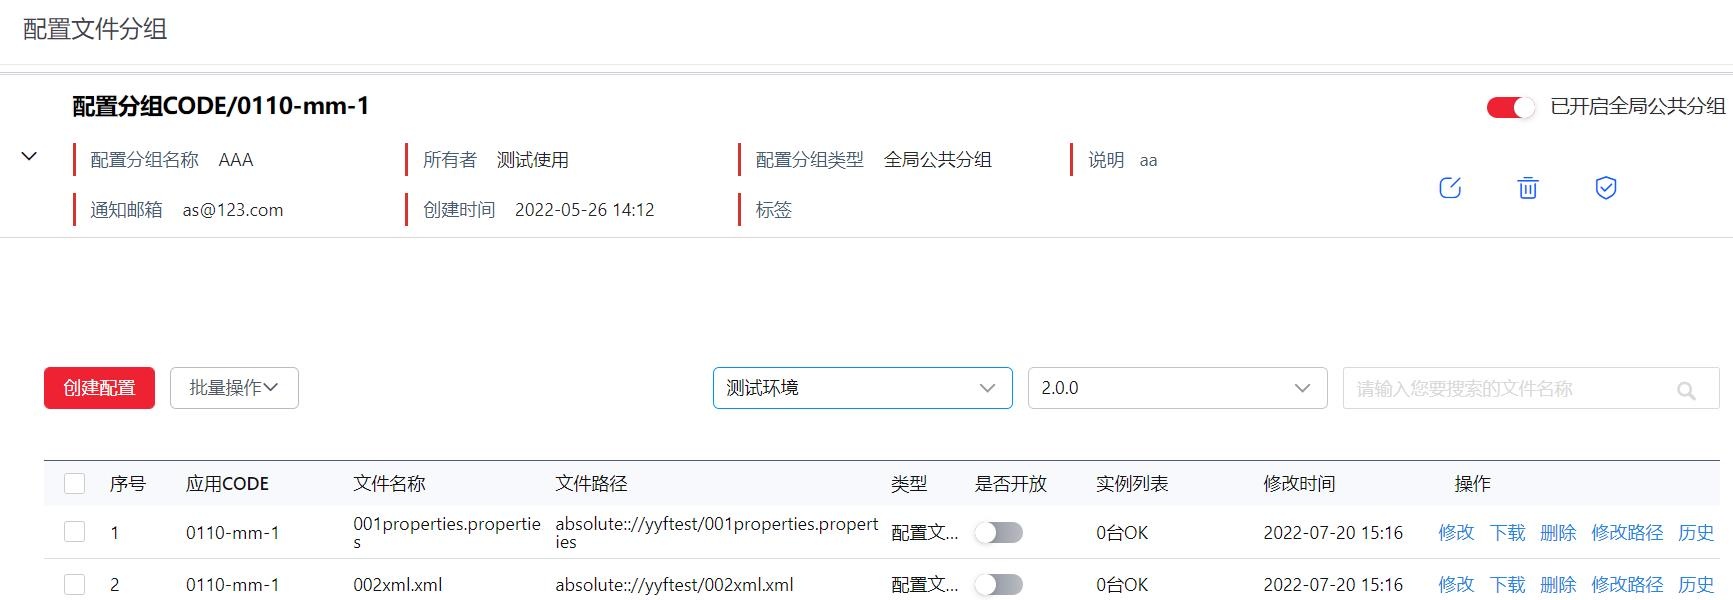 配置文件分组
配置分组CODE/0110-mm-1
已开启全局公共分组
配置分组名称 AAA 所有者 测试使用 配置分组类型 全局公共分组 说明 aa
通知邮箱 as@123.com 创建时间 2022-05-26 14:12 标签
创建配置 批量操作 测试环境 2.0.0 请输入您要搜索的文件名称
序号 应用CODE 文件名称 文件路径 类型 是否开放 实例列表 修改时间 操作
1 0110-mm-1 001properties.propertie absolute:://yyftest/001properties.propert 配置文... 0台OK 2022-07-20 15:16 修改 下载 删除 修改路径 历史
s ies
2 0110-mm-1 002xml.xml absolute:://yyftest/002xml.xml 配置文... 0台OK 2022-07-20 15:16 修改 下载 删除 修改路径 历史